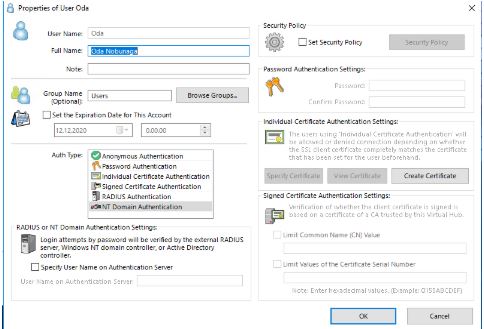 Properties of User Oda
User Name:
Oda
Full Name:
Oda Nobunaga
Note:
Group Name
(Optional):
Users
Browse Groups..
Set the Expiration Date for This Account
12.12.2020
0.00.00
Auth Type:
Anonymous Authentication
Password Authentication
Individual Certificate Authentication
Signed Certificate Authentication
RADIUS Authentication
NT Domain Authentication
RADIUS or NT Domain Authentication Settings:
Login attempts by password will be verified by the external RADIUS
server, Windows NT domain controller, or Active Directory
controller.
Specify User Name on Authentication Server
User Name on Authentication Server:
Security Policy
Set Security Policy
Security Policy
Password Authentication Settings:
Password:
Confirm Password:
Individual Certificate Authentication Settings:
The users using 'Individual Certificate Authentication' will
be allowed or denied connection depending on whether
the SSL client certificate completely matches the certificate
that has been set for the user beforehand.
Specify Certificate
View Certificate
Create Certificate
Signed Certificate Authentication Settings:
Verification of whether the client certificate is signed is
based on a certificate of a CA trusted by this Virtual Hub.
Limit Common Name (CN) Value
Limit Values of the Certificate Serial Number
Note: Enter hexadecimal values. (Example: 0155ABCDEF)
OK
Cancel